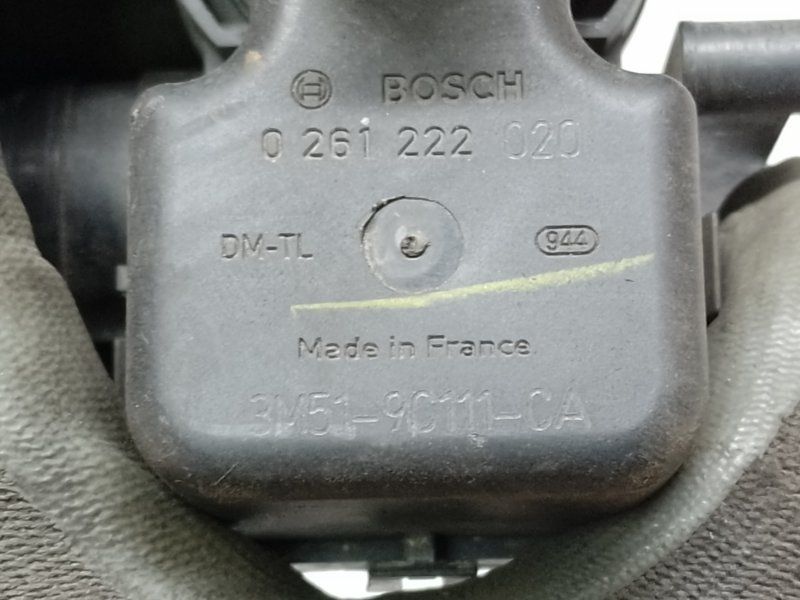 BOSCH
0 261 222 020
DM-TL 944
Made in France
3M51-9C111-CA